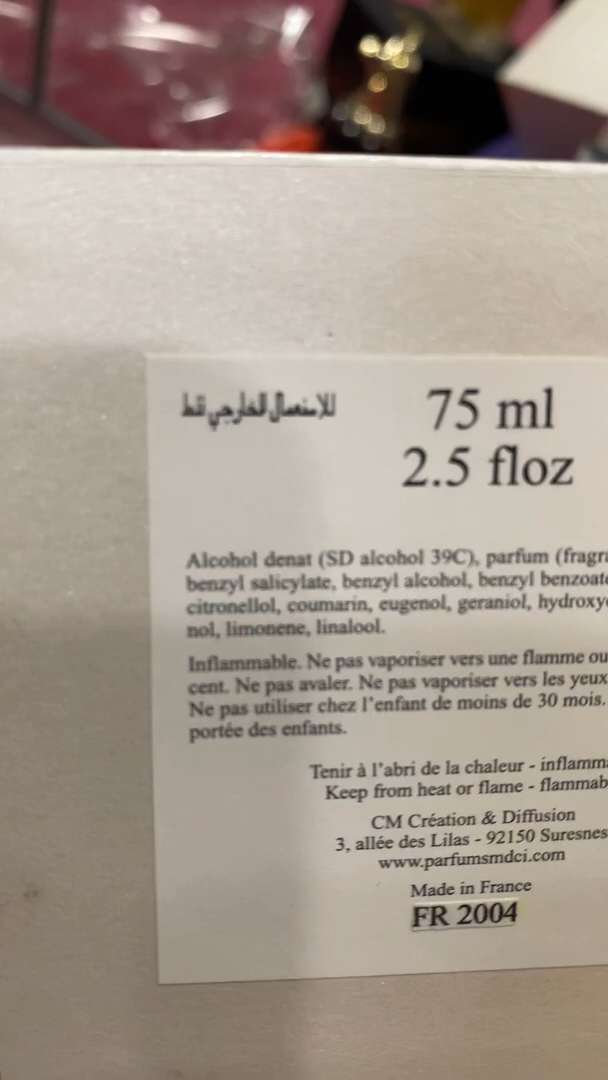 للاستعمال الخارجي فقط
75 ml
2.5 floz
Alcohol denat (SD alcohol 39C), parfum (fragra
benzyl salicylate, benzyl alcohol, benzyl benzoate
citronellol, coumarin, eugenol, geraniol, hydroxyc
nol, limonene, linalool.
Inflammable. Ne pas vaporiser vers une flamme ou
cent. Ne pas avaler. Ne pas vaporiser vers les yeux
Ne pas utiliser chez l'enfant de moins de 30 mois.
portée des enfants.
Tenir à l'abri de la chaleur - inflamma
Keep from heat or flame - flammab
CM Création & Diffusion
3, allée des Lilas - 92150 Suresnes
www.parfumsmdci.com
Made in France
FR 2004